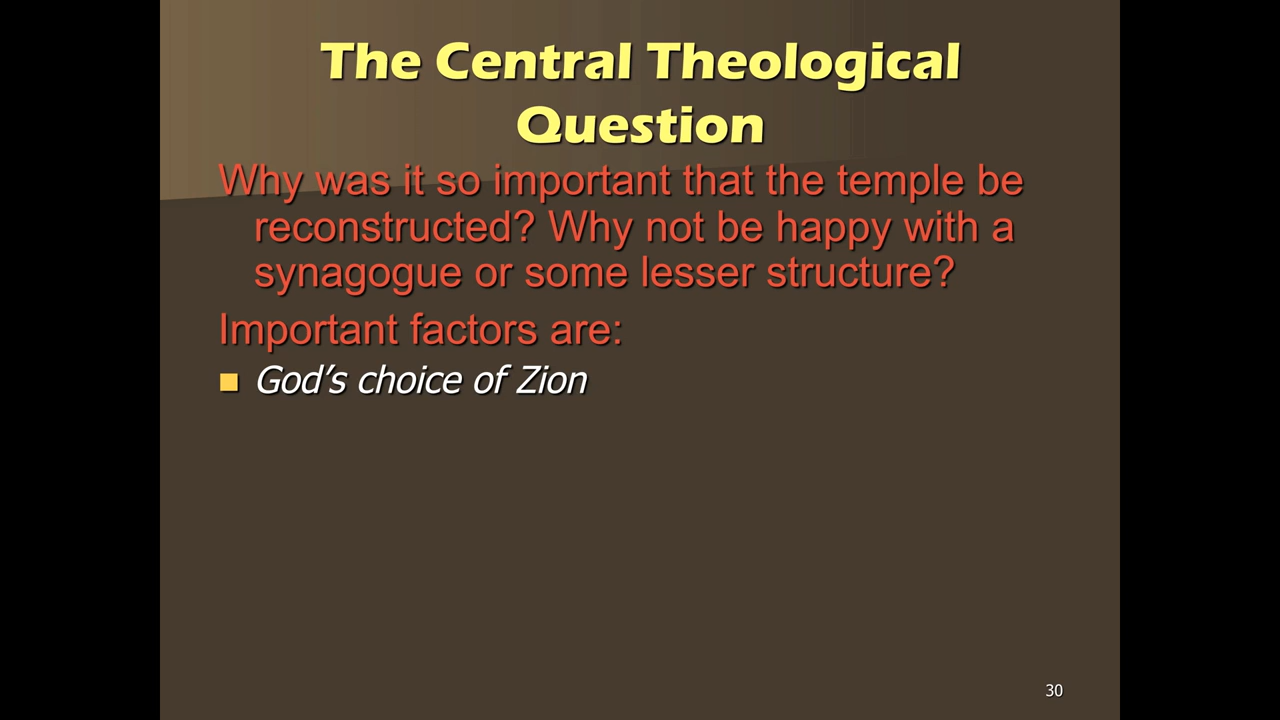 The Central Theological
Question
Why was it so important that the temple be
reconstructed? Why not be happy with a
synagogue or some lesser structure?
Important factors are:
God’s choice of Zion
30